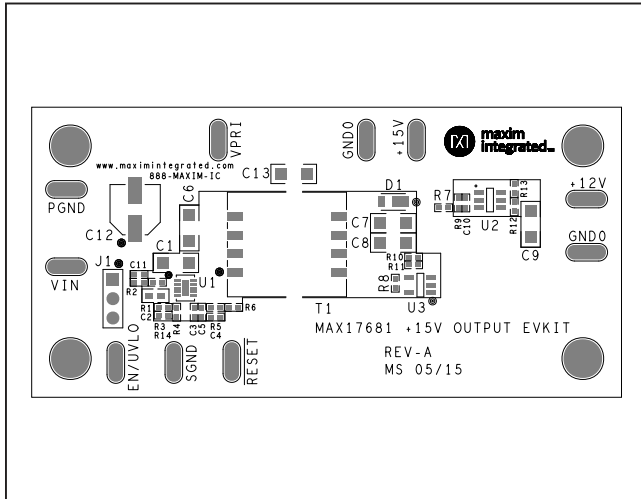 VPRI
GND0
+15V
maxim
integrated™
www.maximintegrated.com
888-MAXIM-IC
C13
PGND
C6
D1
R7
R9
C10
U2
R13
R12
+12V
C12
C7
C8
C9
GND0
J1
C1
VIN
C11
R2
U1
R10
R11
R8
U3
T1
R1
C2
R3
R14
R4
C3
C5
R5
C4
R6
MAX17681 +15V OUTPUT EVKIT
REV-A
MS 05/15
EN/UVLO
SGND
RESET